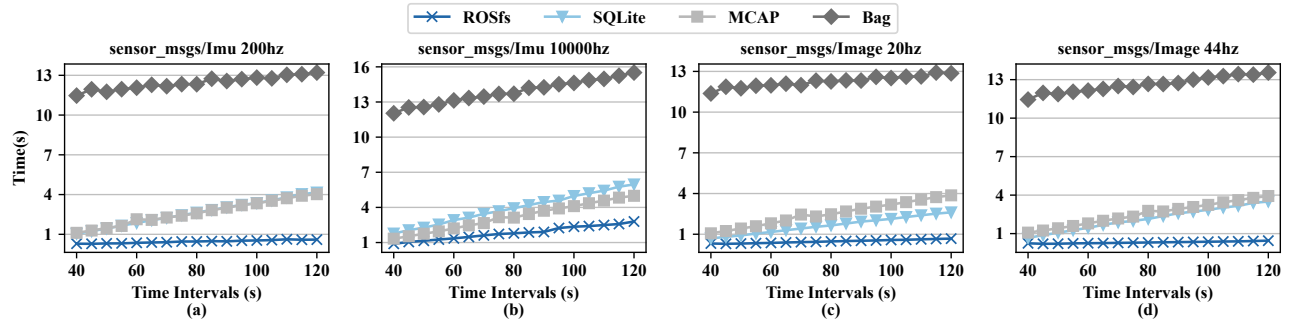 ROSfs SQLite MCAP Bag
sensor_msgs/Imu 200hz
Time(s)
13
10
7
4
1
40 60 80 100 120
Time Intervals (s)
(a)
sensor_msgs/Imu 10000hz
16
13
10
7
4
1
40 60 80 100 120
Time Intervals (s)
(b)
sensor_msgs/Image 20hz
13
10
7
4
1
40 60 80 100 120
Time Intervals (s)
(c)
sensor_msgs/Image 44hz
13
10
7
4
1
40 60 80 100 120
Time Intervals (s)
(d)